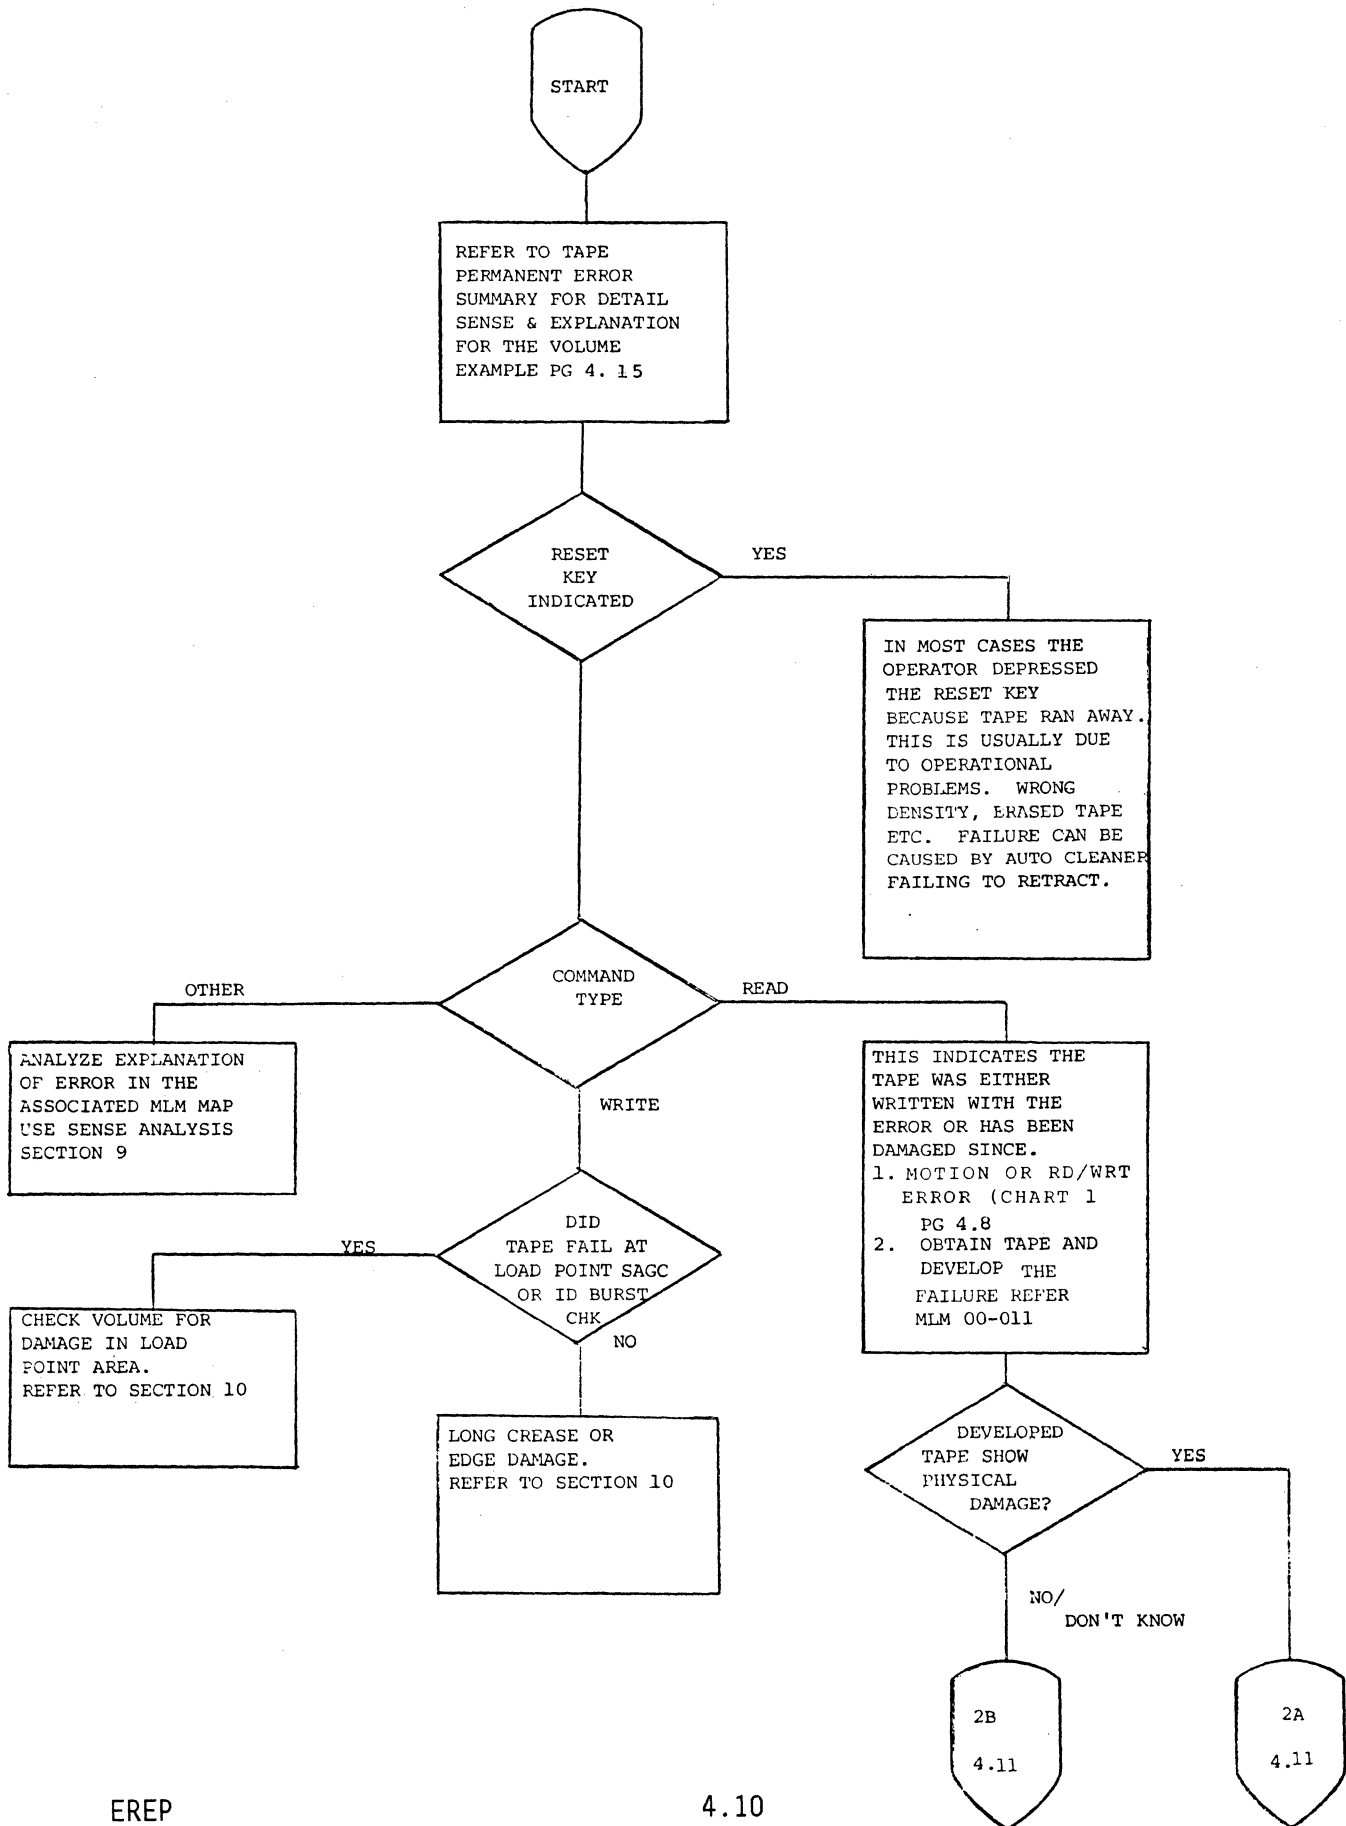 START
REFER TO TAPE
PERMANENT ERROR
SUMMARY FOR DETAIL
SENSE & EXPLANATION
FOR THE VOLUME
EXAMPLE PG 4. 15
RESET
KEY
INDICATED
YES
IN MOST CASES THE
OPERATOR DEPRESSED
THE RESET KEY
BECAUSE TAPE RAN AWAY.
THIS IS USUALLY DUE
TO OPERATIONAL
PROBLEMS. WRONG
DENSITY, ERASED TAPE
ETC. FAILURE CAN BE
CAUSED BY AUTO CLEANER
FAILING TO RETRACT.
COMMAND
TYPE
OTHER
READ
WRITE
ANALYZE EXPLANATION
OF ERROR IN THE
ASSOCIATED MLM MAP
USE SENSE ANALYSIS
SECTION 9
THIS INDICATES THE
TAPE WAS EITHER
WRITTEN WITH THE
ERROR OR HAS BEEN
DAMAGED SINCE.
1. MOTION OR RD/WRT
ERROR (CHART 1
PG 4.8
2. OBTAIN TAPE AND
DEVELOP THE
FAILURE REFER
MLM 00-011
DID
TAPE FAIL AT
LOAD POINT SAGC
OR ID BURST
CHK
YES
NO
CHECK VOLUME FOR
DAMAGE IN LOAD
POINT AREA.
REFER TO SECTION 10
LONG CREASE OR
EDGE DAMAGE.
REFER TO SECTION 10
DEVELOPED
TAPE SHOW
PHYSICAL
DAMAGE?
YES
NO/
DON'T KNOW
2B
4.11
2A
4.11
EREP
4.10